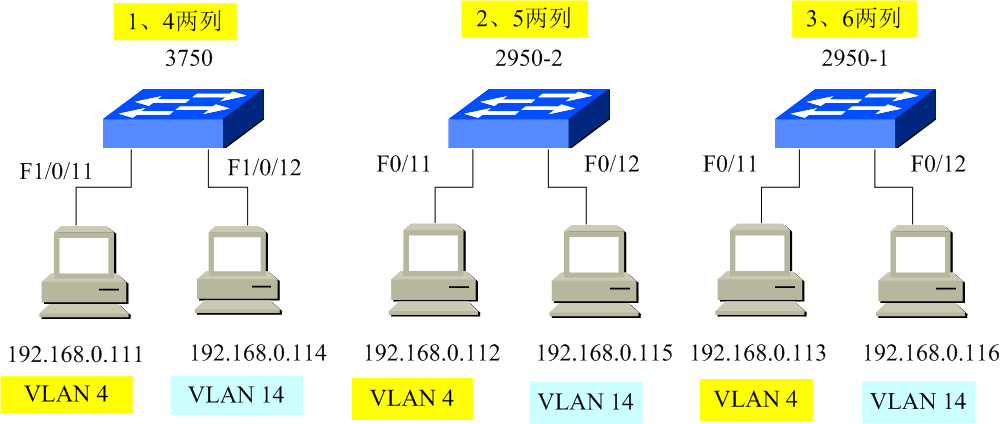 1、4两列
2、5两列
3、6两列
3750
2950-2
2950-1
F1/0/11
F1/0/12
F0/11
F0/12
F0/11
F0/12
192.168.0.111
192.168.0.114
192.168.0.112
192.168.0.115
192.168.0.113
192.168.0.116
VLAN 4
VLAN 14
VLAN 4
VLAN 14
VLAN 4
VLAN 14